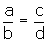 a/b = c/d